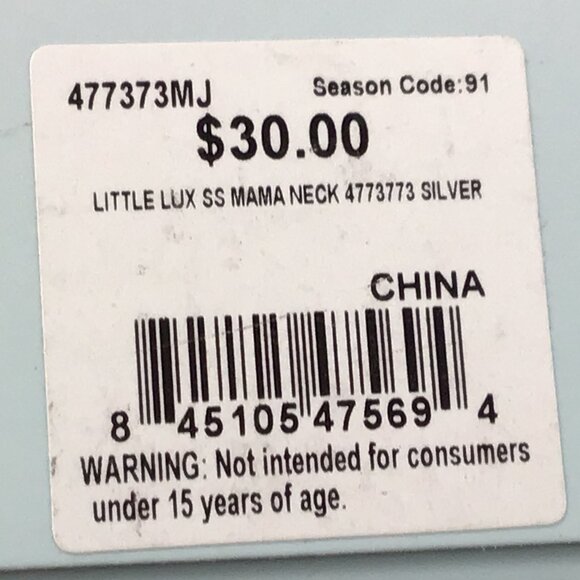 477373MJ Season Code:91
$30.00
LITTLE LUX SS MAMA NECK 4773773 SILVER
CHINA
8 45105 47569 4
WARNING: Not intended for consumers
under 15 years of age.